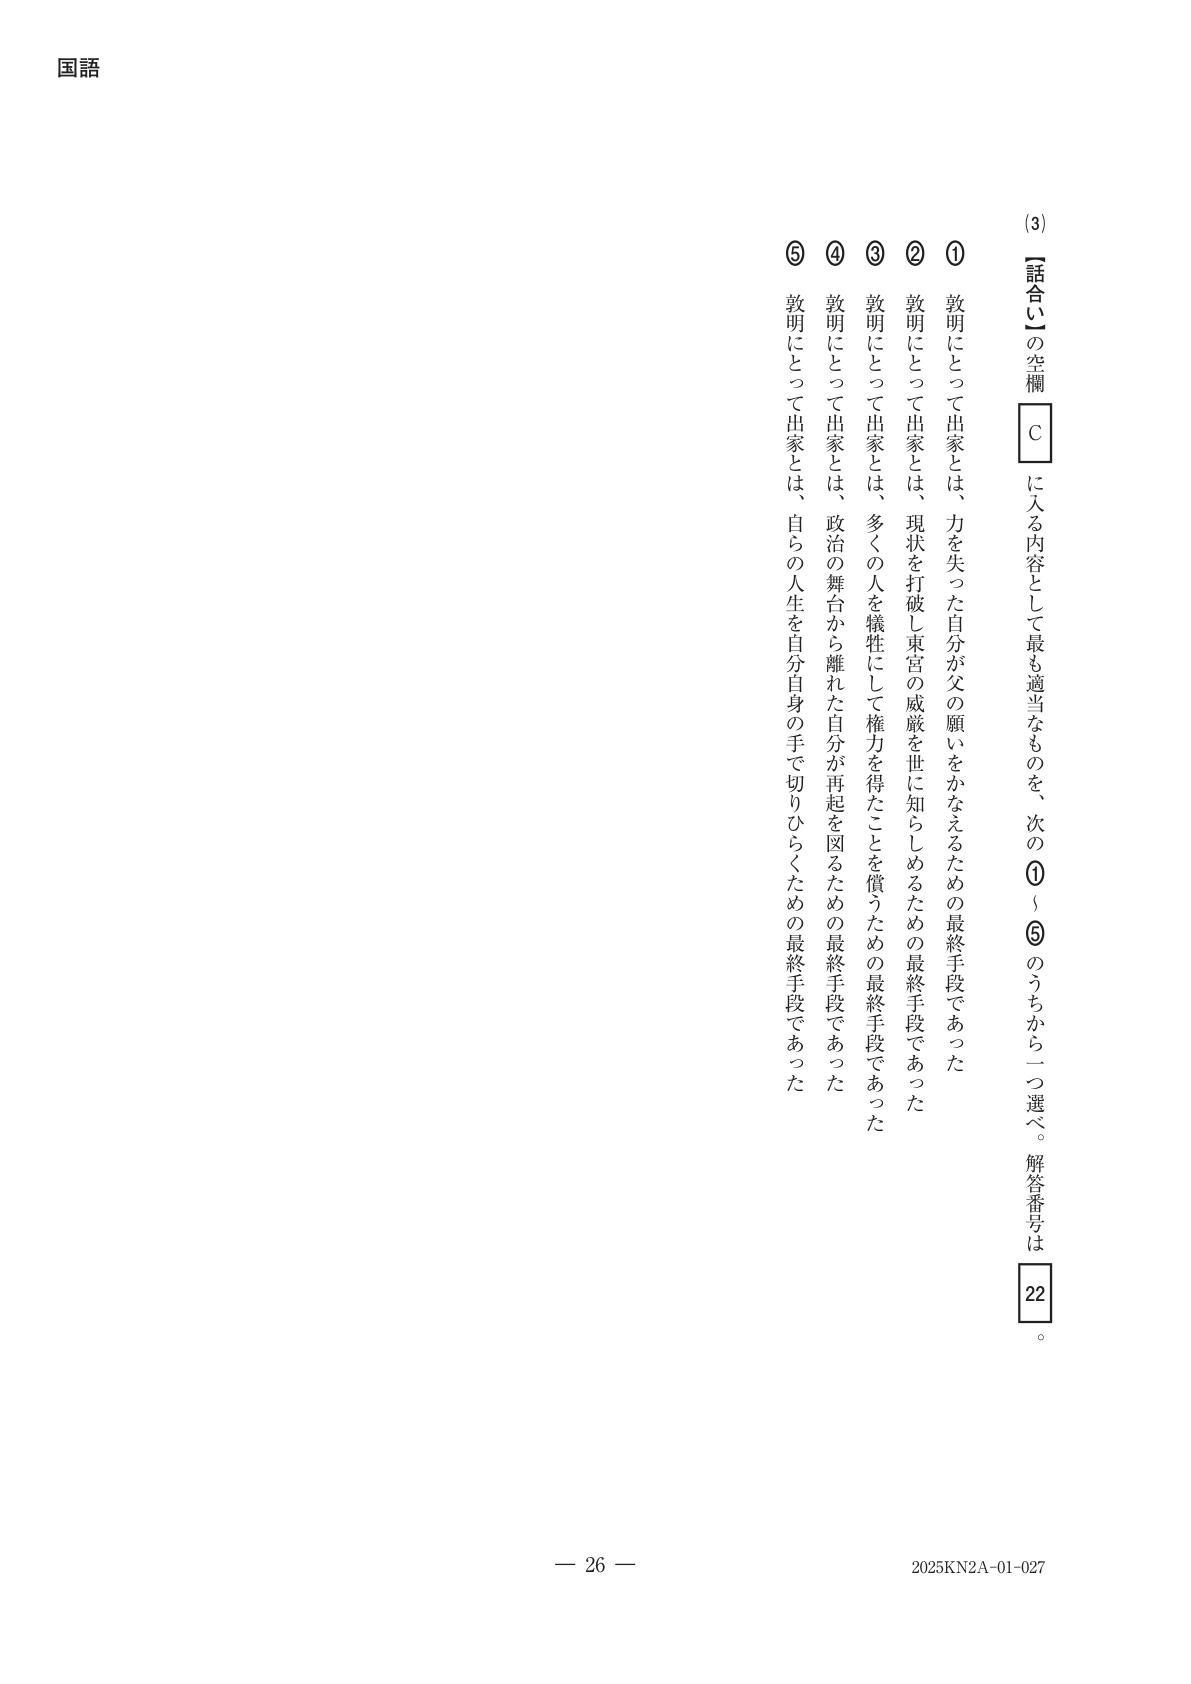 国語
(3) 【話合い】の空欄 C に入る内容として最も適当なものを、次の①〜⑤のうちから一つ選べ。解答番号は 22 。
① 敦明にとって出家とは、力を失った自分が父の願いをかなえるための最終手段であった
② 敦明にとって出家とは、現状を打破し東宮の威厳を世に知らしめるための最終手段であった
③ 敦明にとって出家とは、多くの人を犠牲にして権力を得たことを償うための最終手段であった
④ 敦明にとって出家とは、政治の舞台から離れた自分が再起を図るための最終手段であった
⑤ 敦明にとって出家とは、自らの人生を自分自身の手で切りひらくための最終手段であった
— 26 —
2025KN2A-01-027